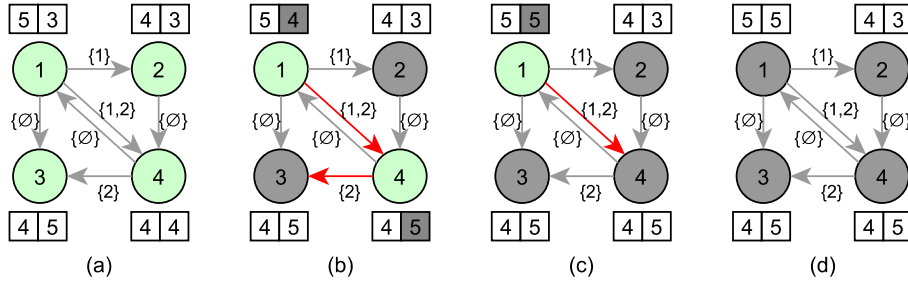 5 3 4 3 5 4 4 3 5 5 4 3 5 5 4 3
1 {1} 2 1 {1} 2 1 {1} 2 1 {1} 2
{∅} {1,2} {∅} {∅} {1,2} {∅} {∅} {1,2} {∅} {∅} {1,2} {∅}
{∅} {∅} {∅} {∅}
3 4 3 4 3 4 3 4
{2} {2} {2} {2}
4 5 4 4 4 5 4 5 4 5 4 5 4 5 4 5
(a) (b) (c) (d)